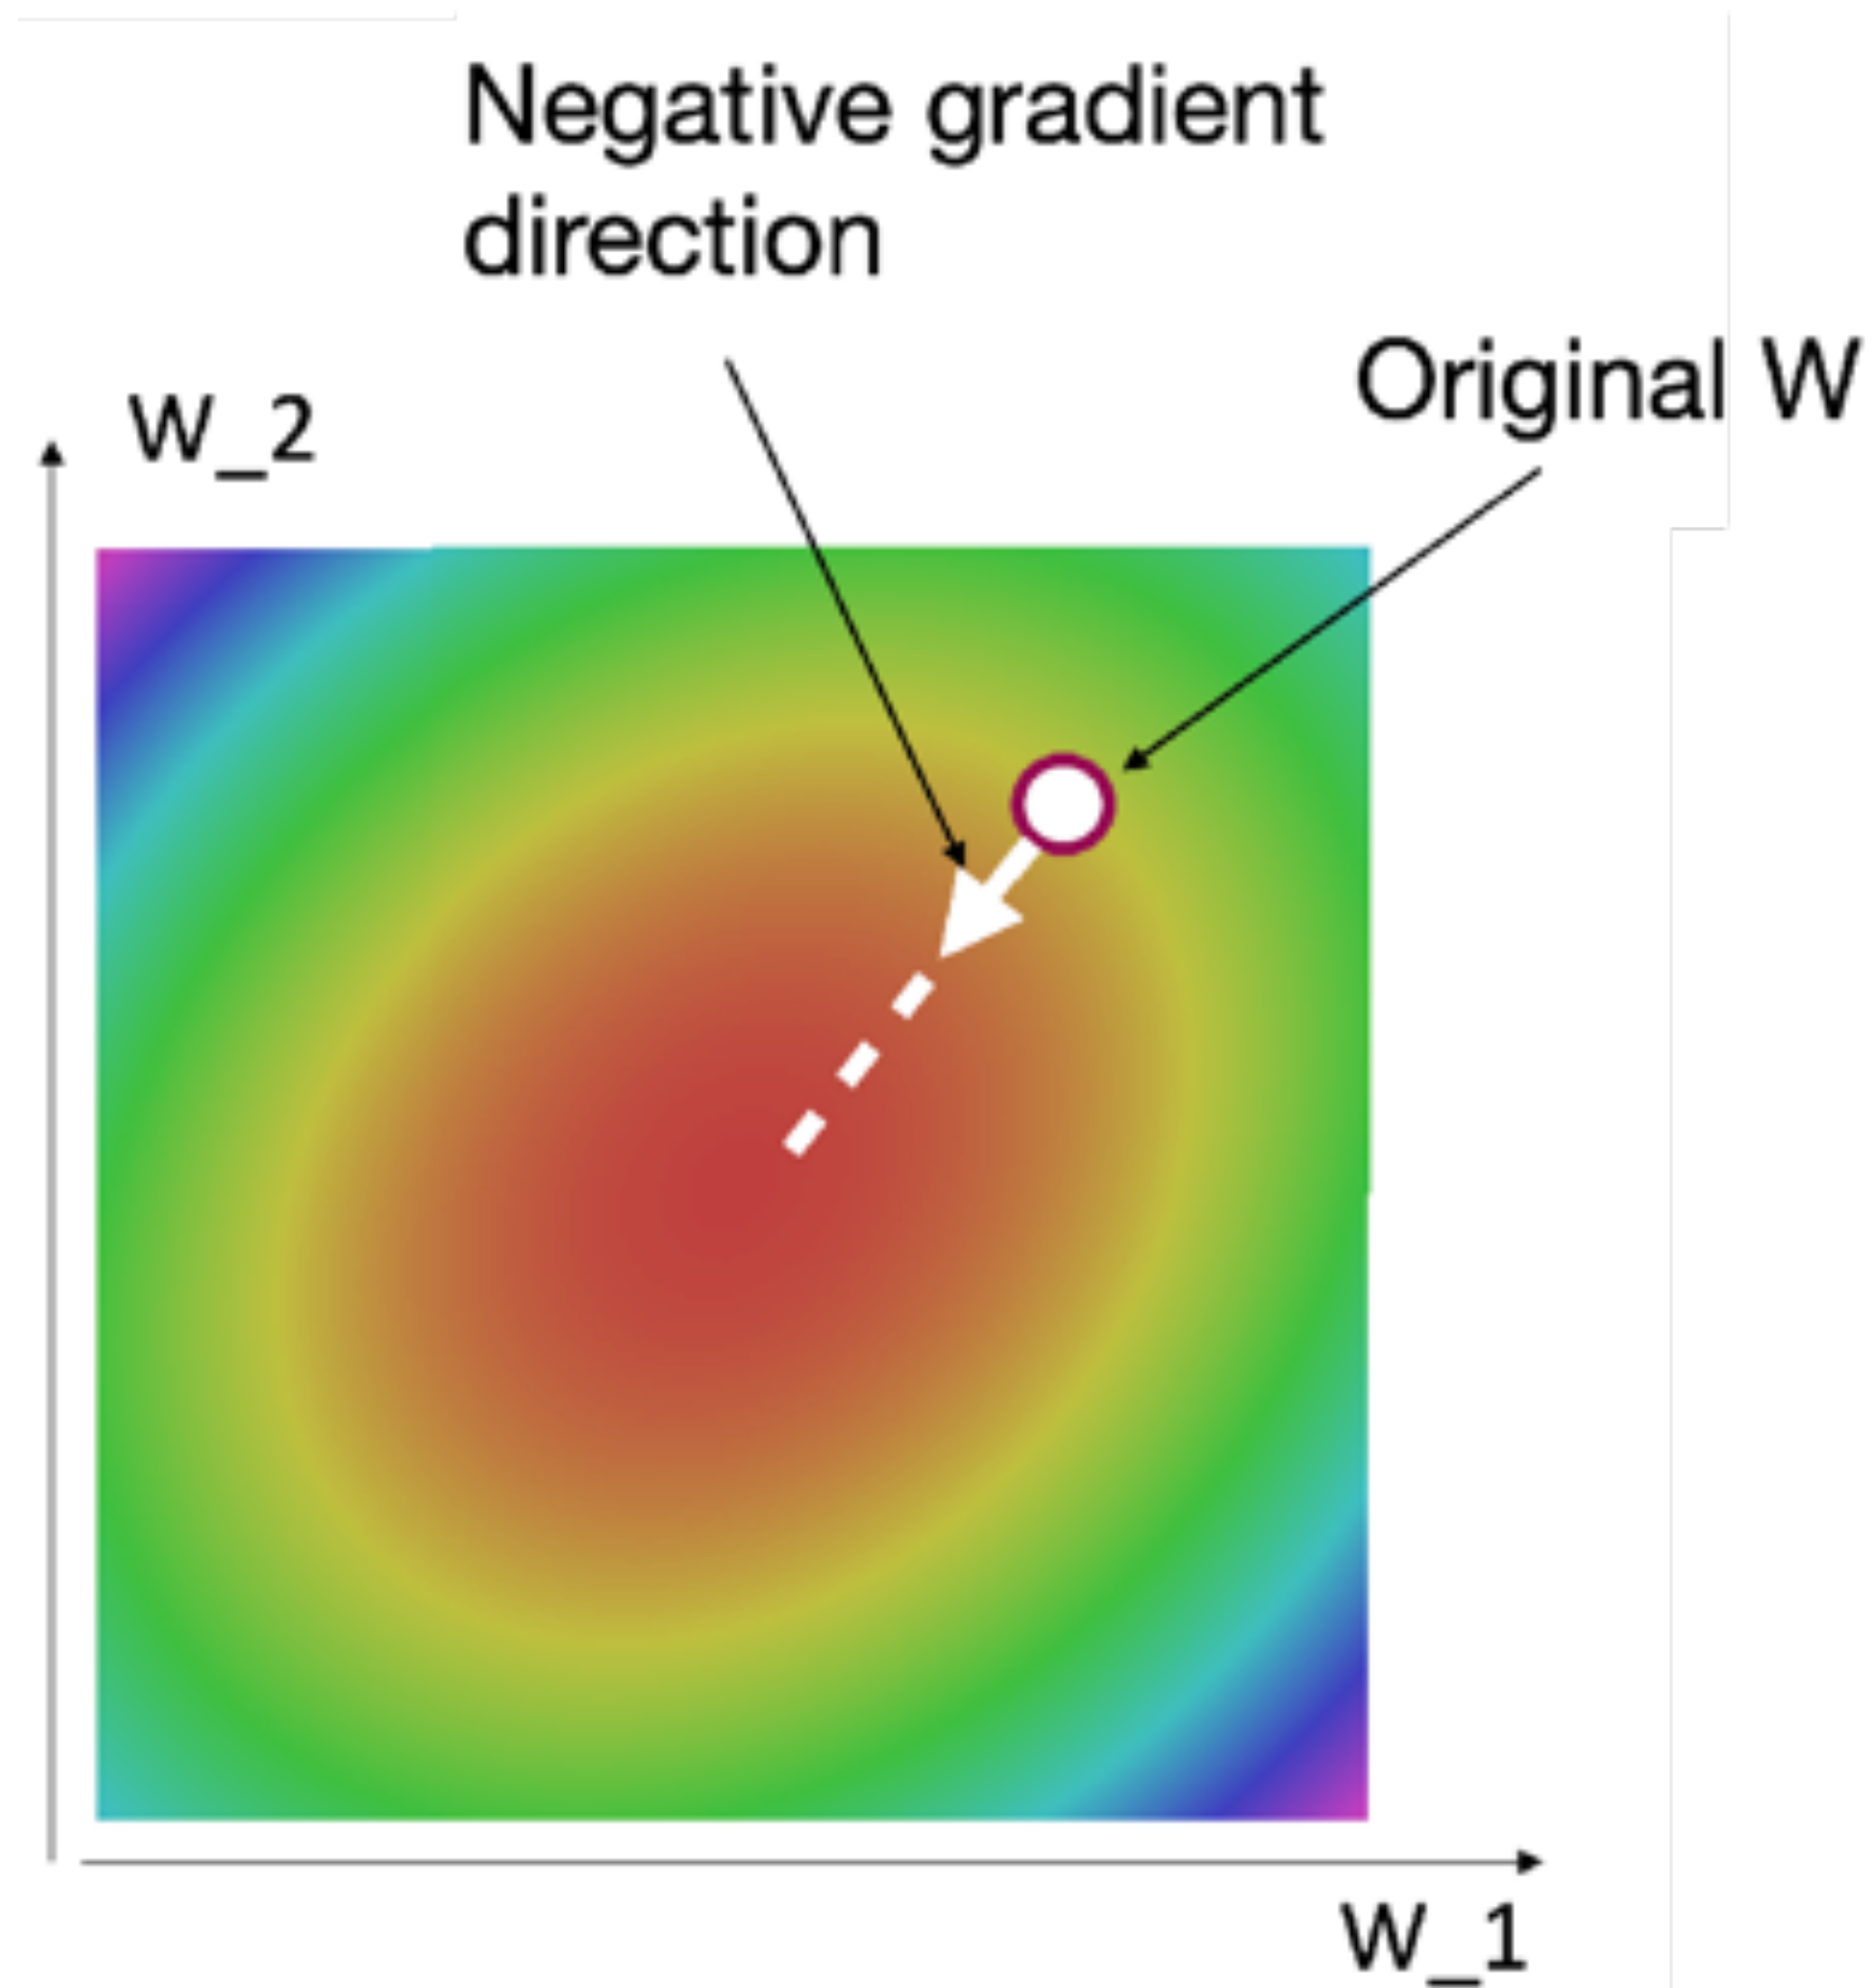 Negative gradient
direction
Original W
W_2
W_1